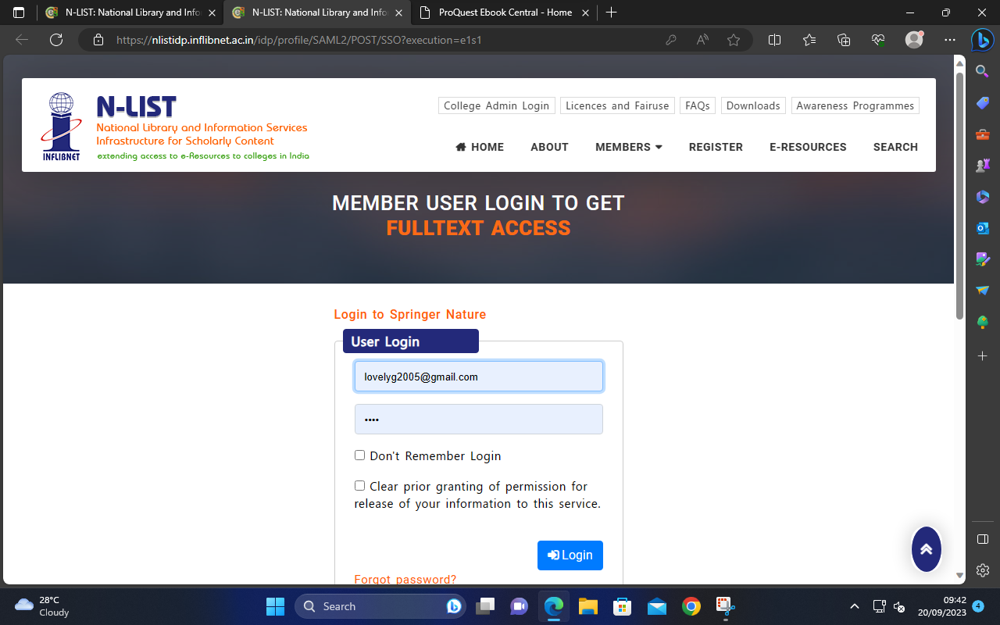 N-LIST: National Library and Info
N-LIST: National Library and Info
ProQuest Ebook Central - Home
https://nlistidp.inflibnet.ac.in/idp/profile/SAML2/POST/SSO?execution=e1s1
INFLIBNET
N-LIST
National Library and Information Services
Infrastructure for Scholarly Content
extending access to e-Resources to colleges in India
College Admin Login
Licences and Fairuse
FAQs
Downloads
Awareness Programmes
HOME
ABOUT
MEMBERS
REGISTER
E-RESOURCES
SEARCH
MEMBER USER LOGIN TO GET
FULLTEXT ACCESS
Login to Springer Nature
User Login
lovelyg2005@gmail.com
••••
Don't Remember Login
Clear prior granting of permission for
release of your information to this service.
Login
Forgot password?
28°C
Cloudy
Search
09:42
20/09/2023
4